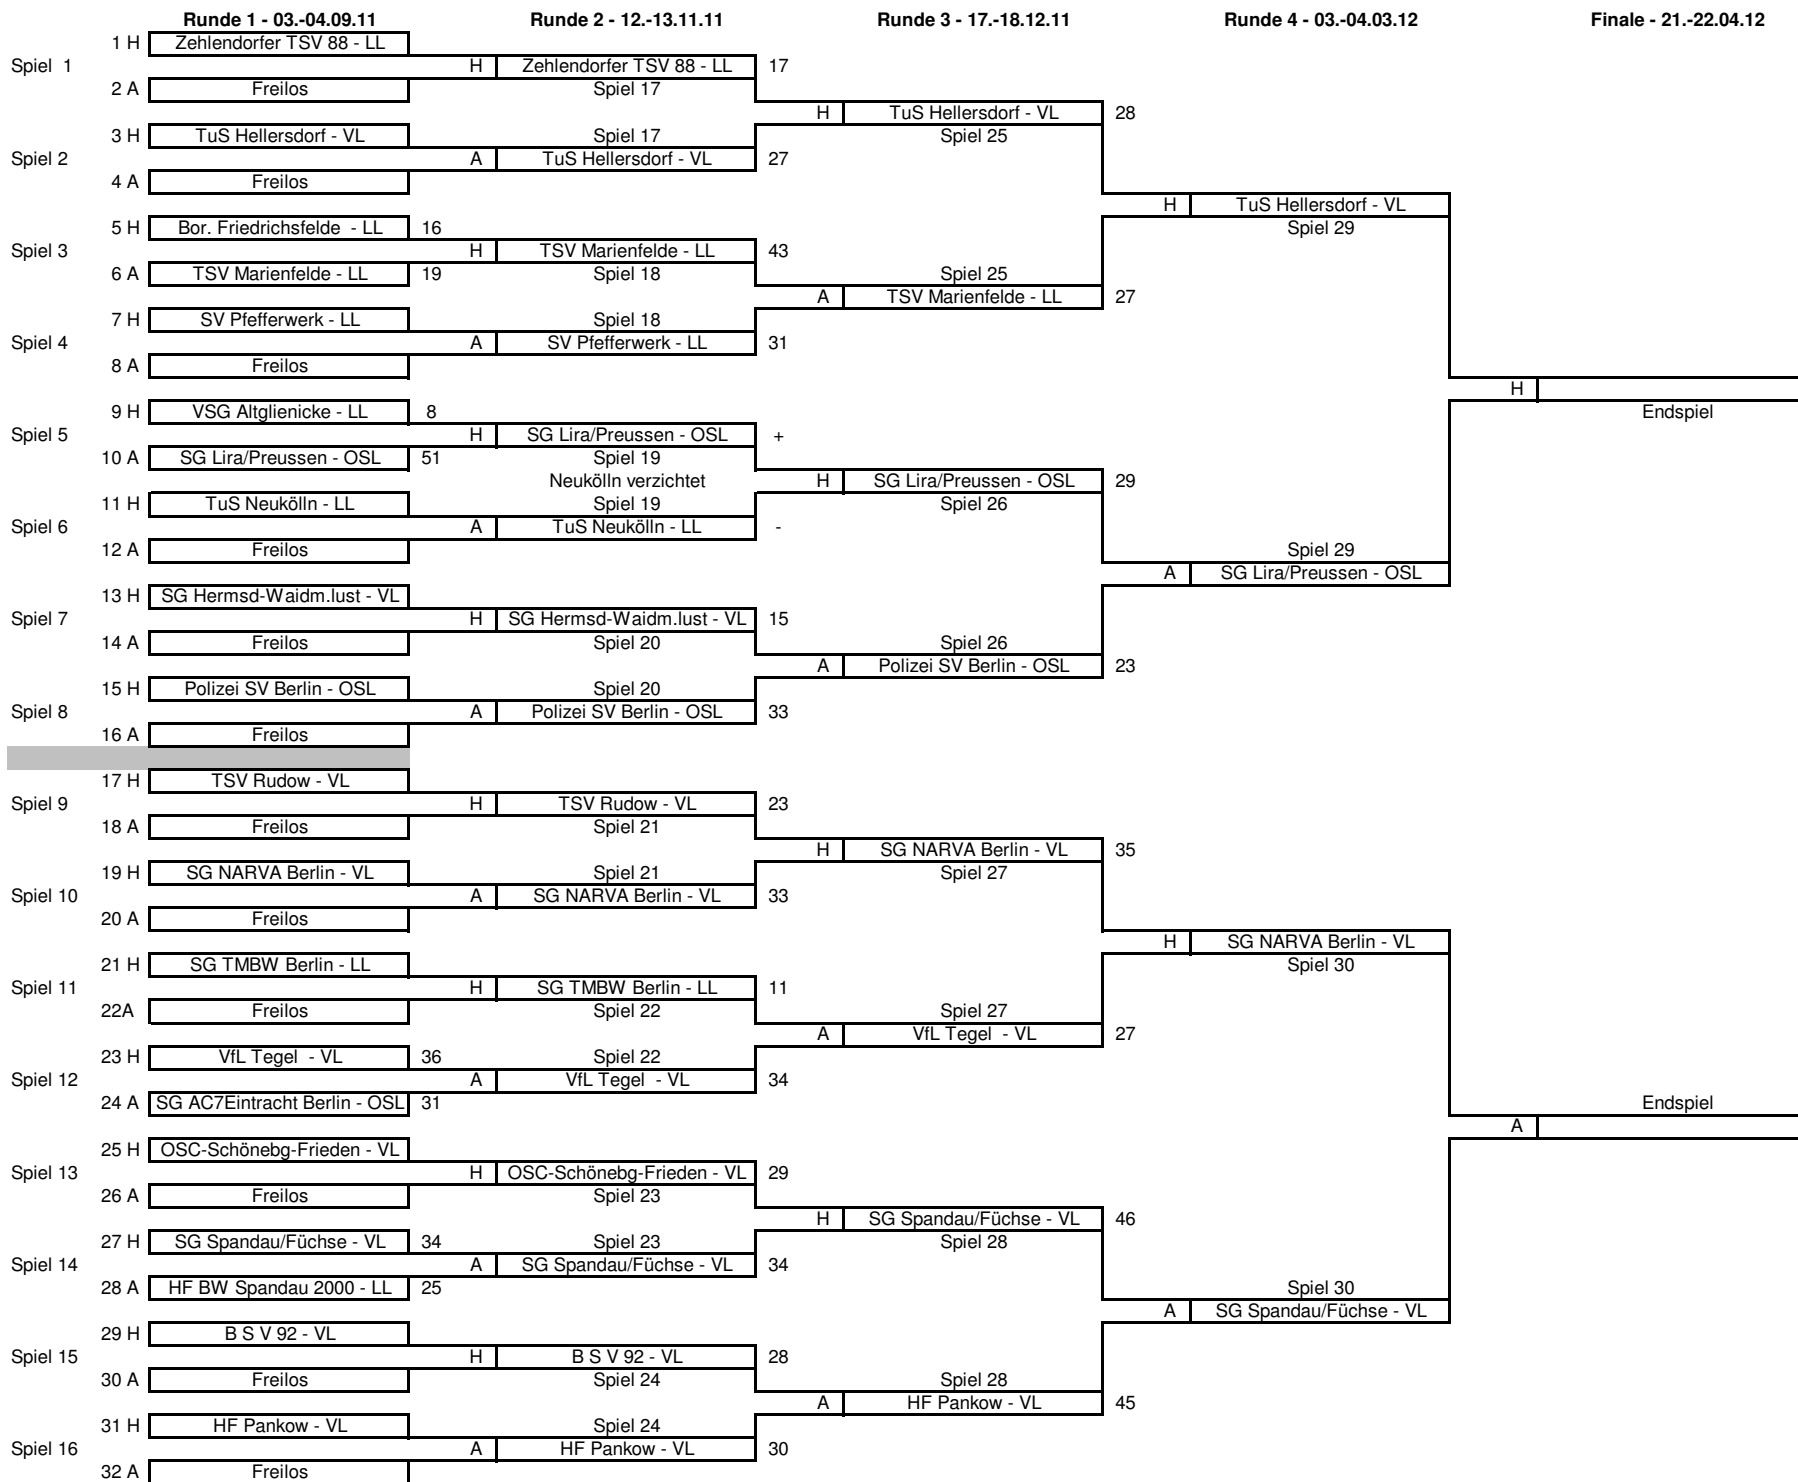 Runde 1 - 03.-04.09.11 Runde 2 - 12.-13.11.11 Runde 3 - 17.-18.12.11 Runde 4 - 03.-04.03.12 Finale - 21.-22.04.12
1 H Zehlendorfer TSV 88 - LL
Spiel 1 H Zehlendorfer TSV 88 - LL 17
2 A Freilos Spiel 17
H TuS Hellersdorf - VL 28
3 H TuS Hellersdorf - VL Spiel 17 Spiel 25
Spiel 2 A TuS Hellersdorf - VL 27
4 A Freilos
H TuS Hellersdorf - VL
5 H Bor. Friedrichsfelde - LL 16 Spiel 29
Spiel 3 H TSV Marienfelde - LL 43
6 A TSV Marienfelde - LL 19 Spiel 18 Spiel 25
A TSV Marienfelde - LL 27
7 H SV Pfefferwerk - LL Spiel 18
Spiel 4 A SV Pfefferwerk - LL 31
8 A Freilos
H
9 H VSG Altglienicke - LL 8 Endspiel
Spiel 5 H SG Lira/Preussen - OSL +
10 A SG Lira/Preussen - OSL 51 Spiel 19
Neukölln verzichtet H SG Lira/Preussen - OSL 29
11 H TuS Neukölln - LL Spiel 19 Spiel 26
Spiel 6 A TuS Neukölln - LL -
12 A Freilos Spiel 29
A SG Lira/Preussen - OSL
13 H SG Hermsd-Waidm.lust - VL
Spiel 7 H SG Hermsd-Waidm.lust - VL 15
14 A Freilos Spiel 20 Spiel 26
A Polizei SV Berlin - OSL 23
15 H Polizei SV Berlin - OSL Spiel 20
Spiel 8 A Polizei SV Berlin - OSL 33
16 A Freilos
17 H TSV Rudow - VL
Spiel 9 H TSV Rudow - VL 23
18 A Freilos Spiel 21
H SG NARVA Berlin - VL 35
19 H SG NARVA Berlin - VL Spiel 21 Spiel 27
Spiel 10 A SG NARVA Berlin - VL 33
20 A Freilos
H SG NARVA Berlin - VL
21 H SG TMBW Berlin - LL Spiel 30
Spiel 11 H SG TMBW Berlin - LL 11
22A Freilos Spiel 22 Spiel 27
A VfL Tegel - VL 27
23 H VfL Tegel - VL 36 Spiel 22
Spiel 12 A VfL Tegel - VL 34
24 A SG AC7Eintracht Berlin - OSL 31 Endspiel
A
25 H OSC-Schönebg-Frieden - VL
Spiel 13 H OSC-Schönebg-Frieden - VL 29
26 A Freilos Spiel 23
H SG Spandau/Füchse - VL 46
27 H SG Spandau/Füchse - VL 34 Spiel 23 Spiel 28
Spiel 14 A SG Spandau/Füchse - VL 34
28 A HF BW Spandau 2000 - LL 25 Spiel 30
A SG Spandau/Füchse - VL
29 H B S V 92 - VL
Spiel 15 H B S V 92 - VL 28
30 A Freilos Spiel 24 Spiel 28
A HF Pankow - VL 45
31 H HF Pankow - VL Spiel 24
Spiel 16 A HF Pankow - VL 30
32 A Freilos